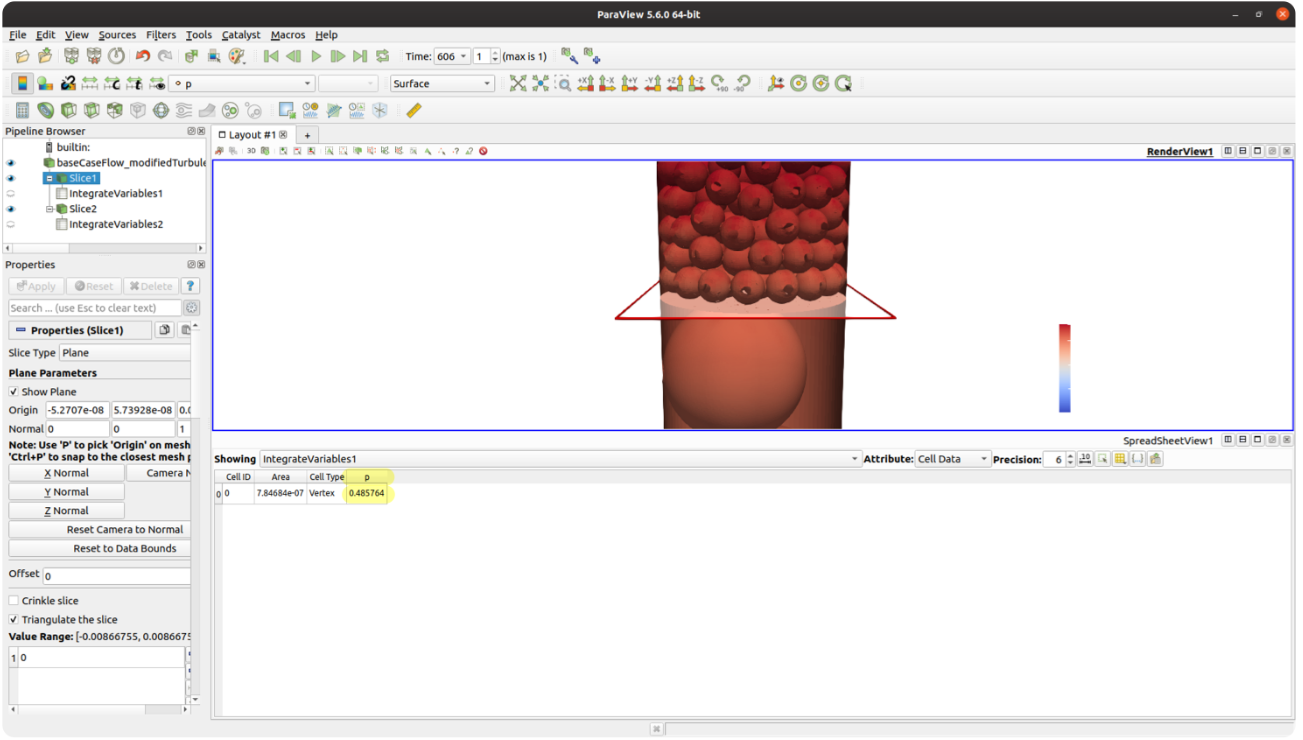 ParaView 5.6.0 64-bit
File Edit View Sources Filters Tools Catalyst Macros Help
Time: 606 1 (max is 1)
p Surface +X -X +Y -Y +Z -Z +90 -90
Pipeline Browser
builtin:
baseCaseFlow_modifiedTurbule
Slice1
IntegrateVariables1
Slice2
IntegrateVariables2
Properties
Apply Reset Delete ?
Search ... (use Esc to clear text)
Properties (Slice1)
Slice Type Plane
Plane Parameters
Show Plane
Origin -5.2707e-08 5.73928e-08 0.0
Normal 0 0 1
Note: Use 'P' to pick 'Origin' on mesh
'Ctrl+P' to snap to the closest mesh p
X Normal Camera N
Y Normal
Z Normal
Reset Camera to Normal
Reset to Data Bounds
Offset 0
Crinkle slice
Triangulate the slice
Value Range: [-0.00866755, 0.0086675
1 0
Layout #1 +
3D
RenderView1
SpreadSheetView1
Showing IntegrateVariables1 Attribute: Cell Data Precision: 6
Cell ID Area Cell Type p
0 0 7.84684e-07 Vertex 0.485764